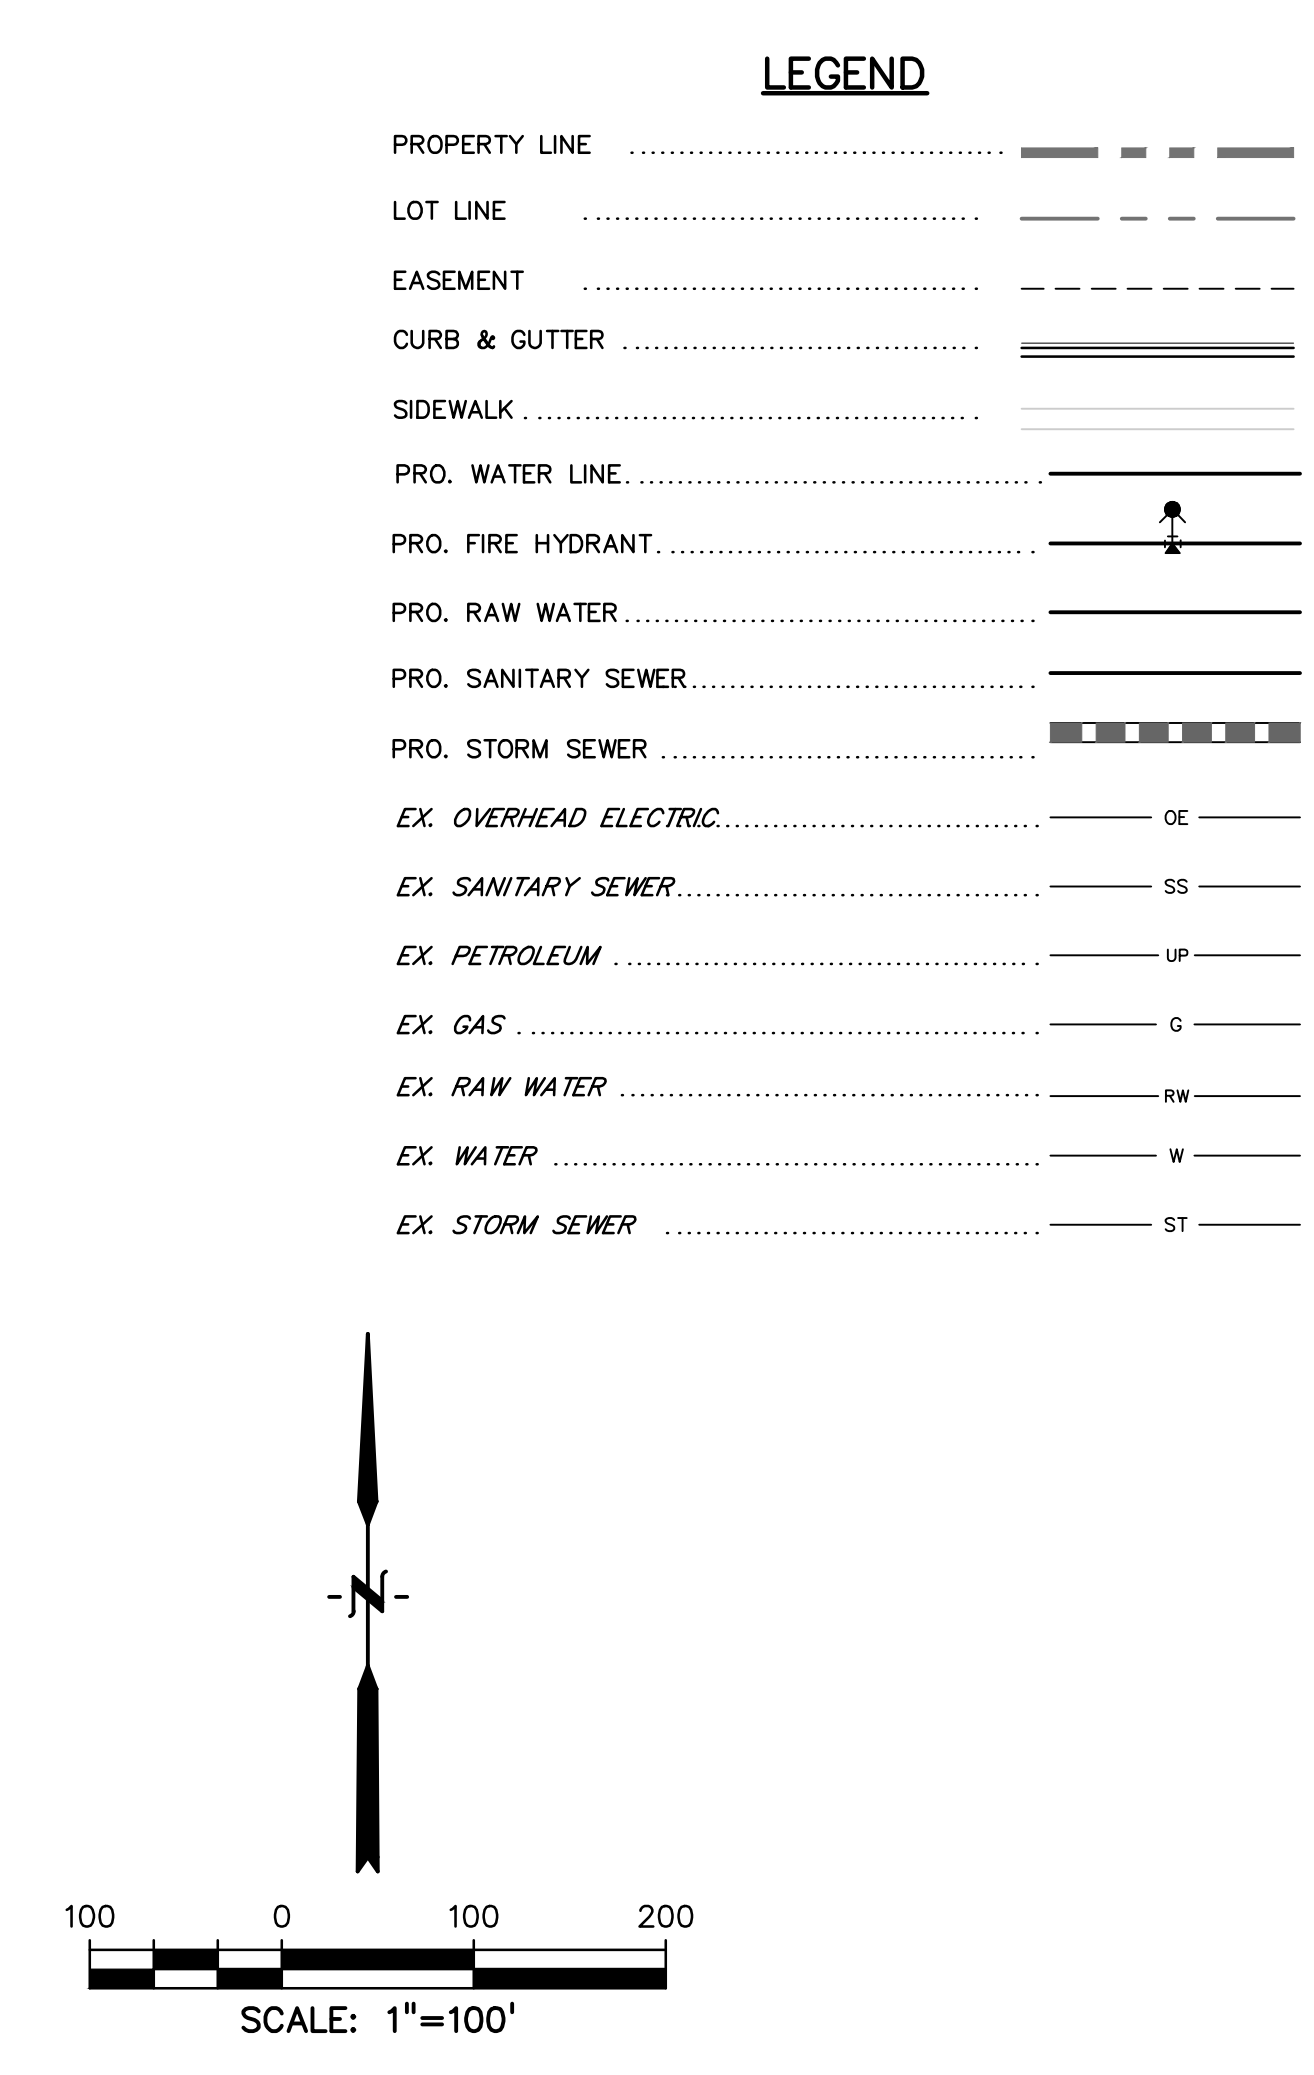 LEGEND
PROPERTY LINE
LOT LINE
EASEMENT
CURB & GUTTER
SIDEWALK
PRO. WATER LINE
PRO. FIRE HYDRANT
PRO. RAW WATER
PRO. SANITARY SEWER
PRO. STORM SEWER
EX. OVERHEAD ELECTRIC OE
EX. SANITARY SEWER SS
EX. PETROLEUM UP
EX. GAS G
EX. RAW WATER RW
EX. WATER W
EX. STORM SEWER ST
N
100 0 100 200
SCALE: 1"=100'